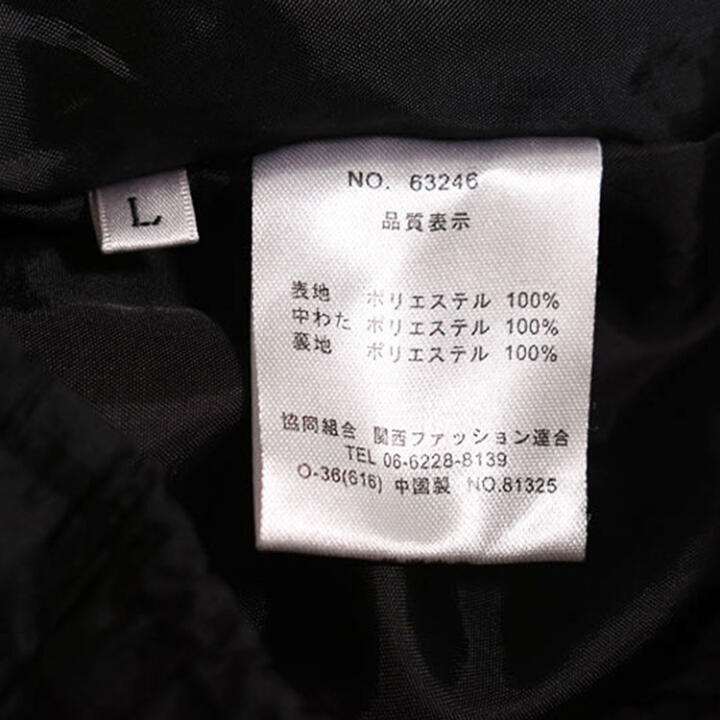 L
NO. 63246
品質表示
表地 ポリエステル 100%
中わた ポリエステル 100%
裏地 ポリエステル 100%
協同組合 関西ファッション連合
TEL 06-6228-8139
O-36(616) 中國製 NO.81325